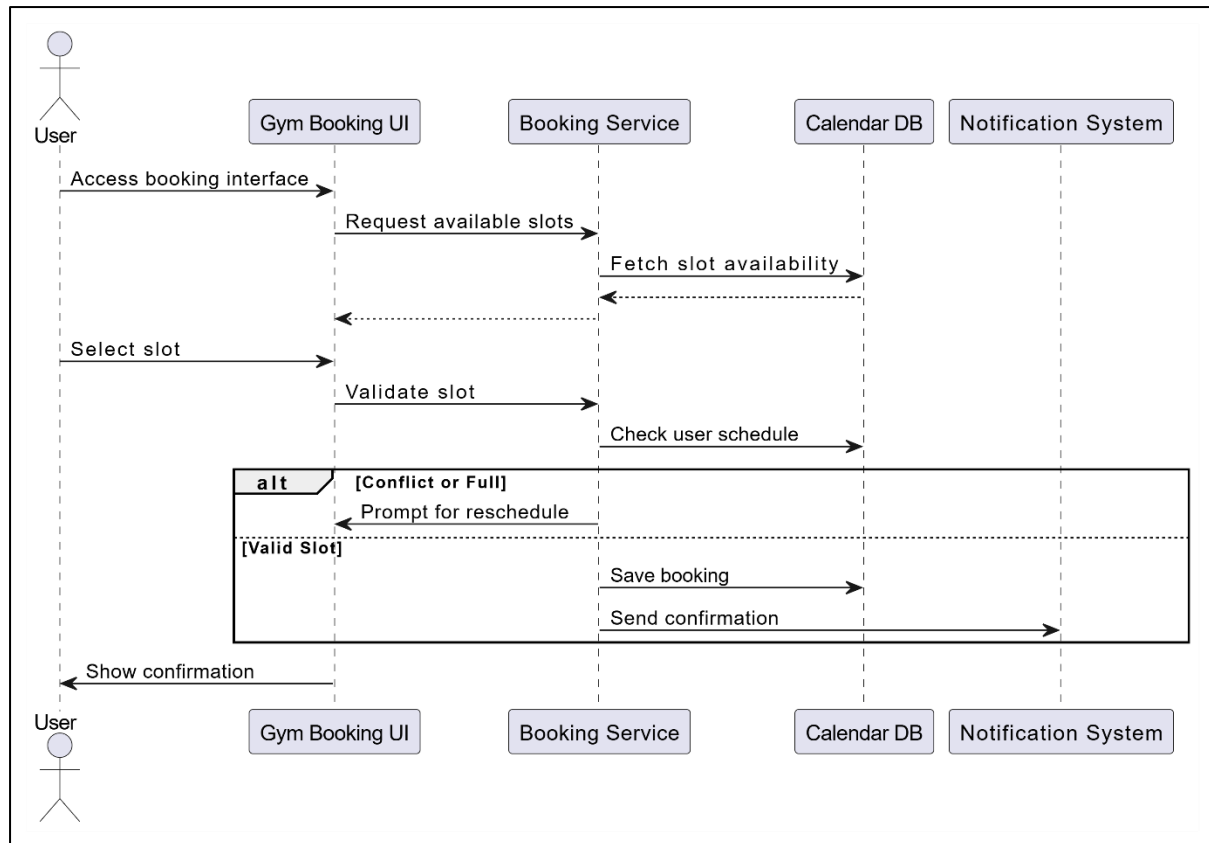 User
Gym Booking UI
Booking Service
Calendar DB
Notification System
Access booking interface
Request available slots
Fetch slot availability
Select slot
Validate slot
Check user schedule
alt
[Conflict or Full]
Prompt for reschedule
[Valid Slot]
Save booking
Send confirmation
Show confirmation
User
Gym Booking UI
Booking Service
Calendar DB
Notification System